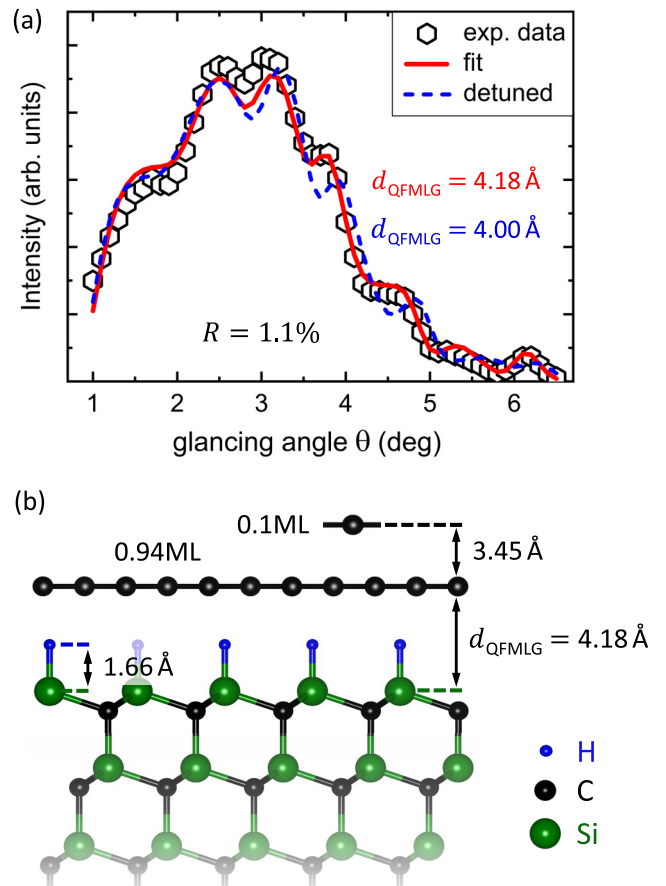 (a)
exp. data
fit
detuned
d_QFMLG = 4.18 Å
d_QFMLG = 4.00 Å
R = 1.1%
Intensity (arb. units)
1 2 3 4 5 6
glancing angle θ (deg)
(b)
0.1ML
0.94ML
3.45 Å
d_QFMLG = 4.18 Å
1.66 Å
H
C
Si